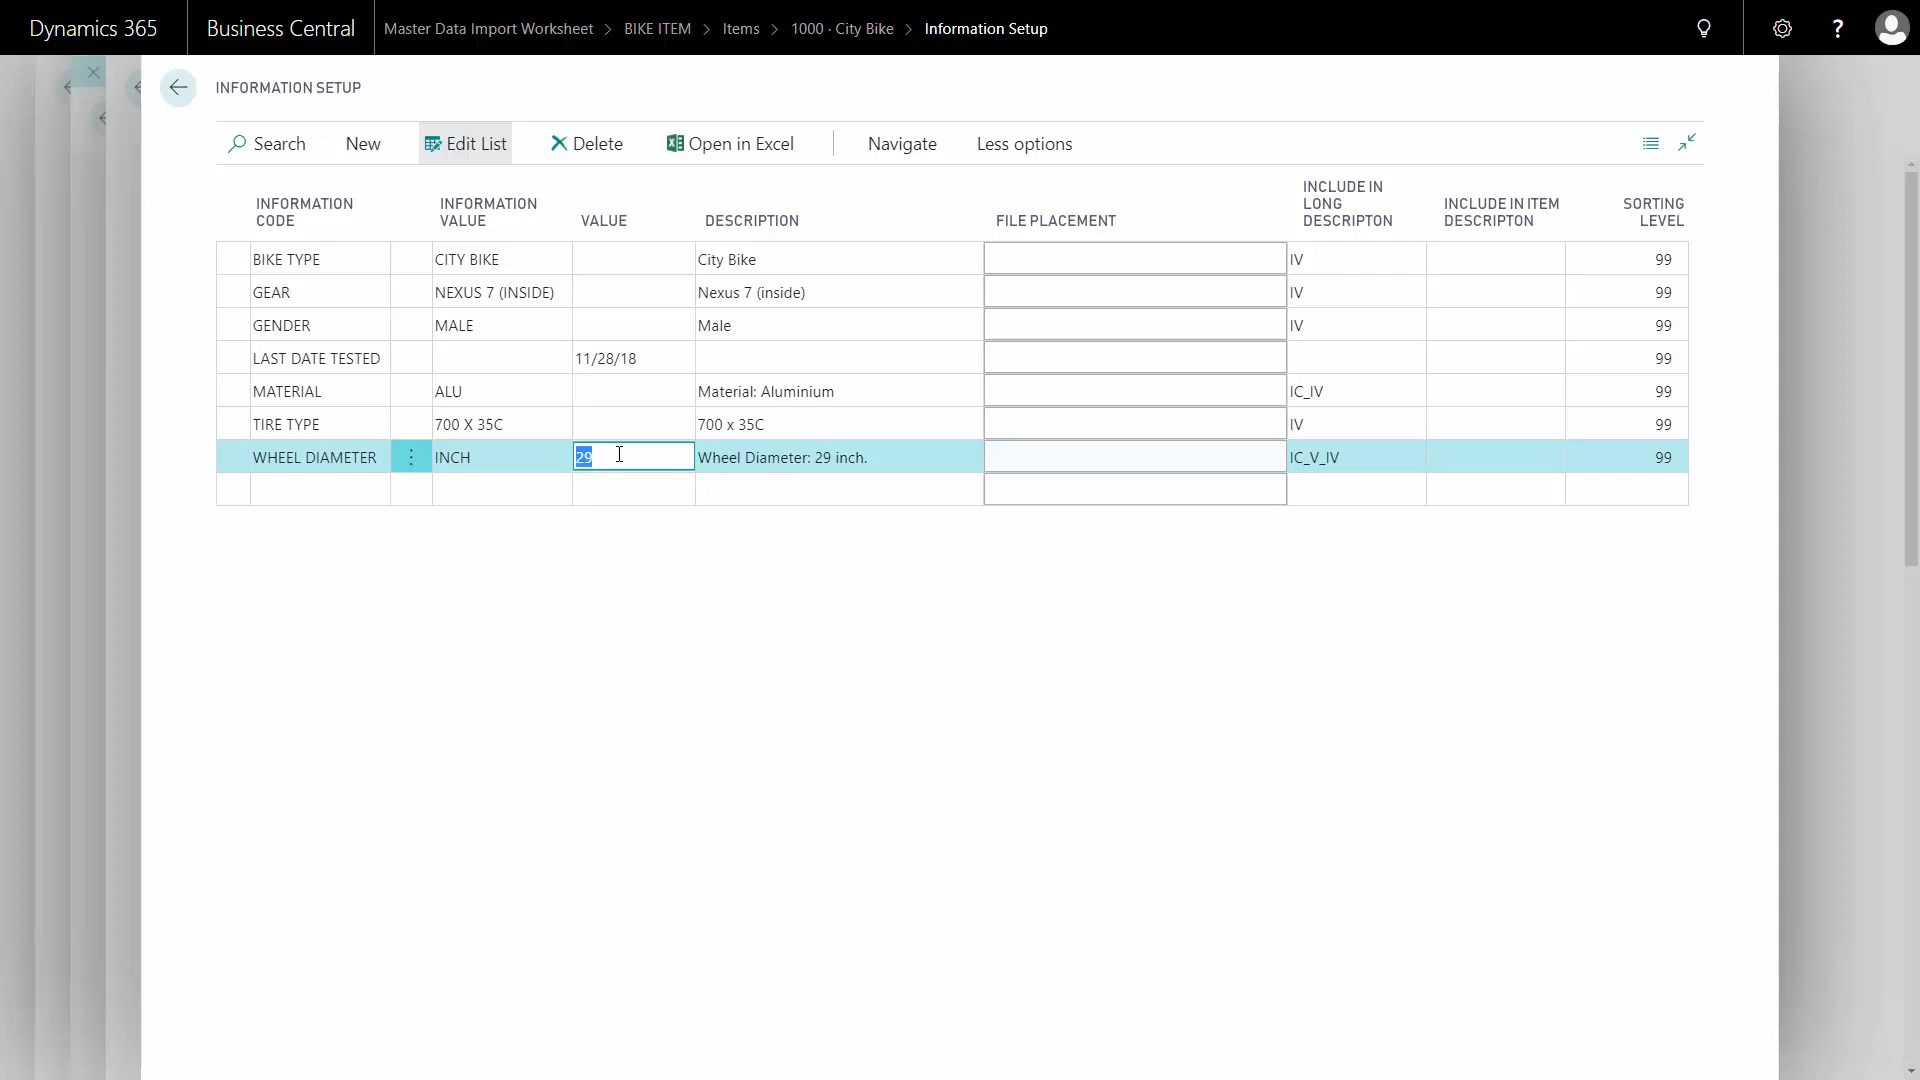 Dynamics 365 Business Central Master Data Import Worksheet > BIKE ITEM > Items > 1000 · City Bike > Information Setup ?
INFORMATION SETUP
Search New Edit List Delete Open in Excel Navigate Less options
INFORMATION CODE INFORMATION VALUE VALUE DESCRIPTION FILE PLACEMENT INCLUDE IN LONG DESCRIPTON INCLUDE IN ITEM DESCRIPTON SORTING LEVEL
BIKE TYPE CITY BIKE City Bike IV 99
GEAR NEXUS 7 (INSIDE) Nexus 7 (inside) IV 99
GENDER MALE Male IV 99
LAST DATE TESTED 11/28/18 99
MATERIAL ALU Material: Aluminium IC_IV 99
TIRE TYPE 700 X 35C 700 x 35C IV 99
WHEEL DIAMETER INCH 29 Wheel Diameter: 29 inch. IC_V_IV 99